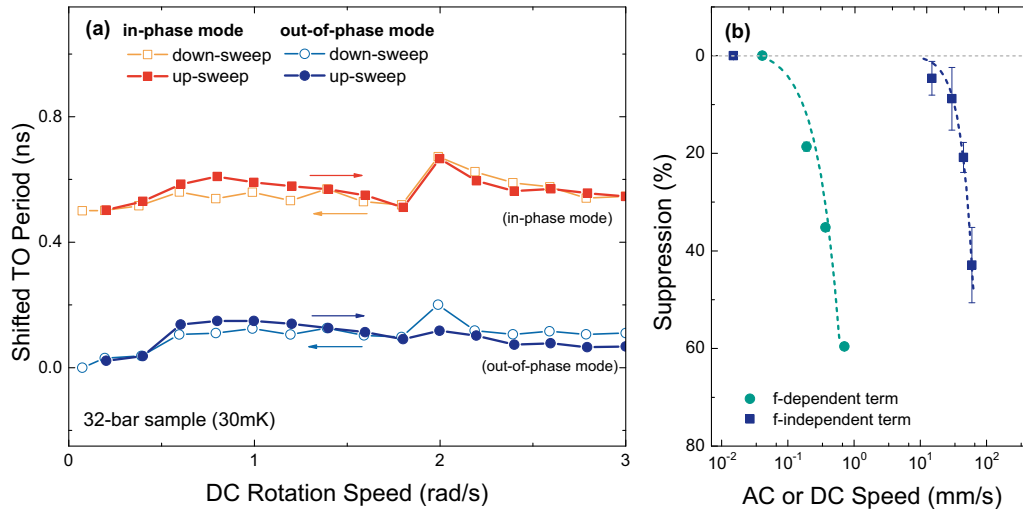 (a)
in-phase mode out-of-phase mode
down-sweep down-sweep
up-sweep up-sweep
Shifted TO Period (ns)
0.8
0.4
0.0
(in-phase mode)
(out-of-phase mode)
32-bar sample (30mK)
0 1 2 3
DC Rotation Speed (rad/s)
(b)
Suppression (%)
0
20
40
60
80
f-dependent term
f-independent term
10⁻² 10⁻¹ 10⁰ 10¹ 10²
AC or DC Speed (mm/s)